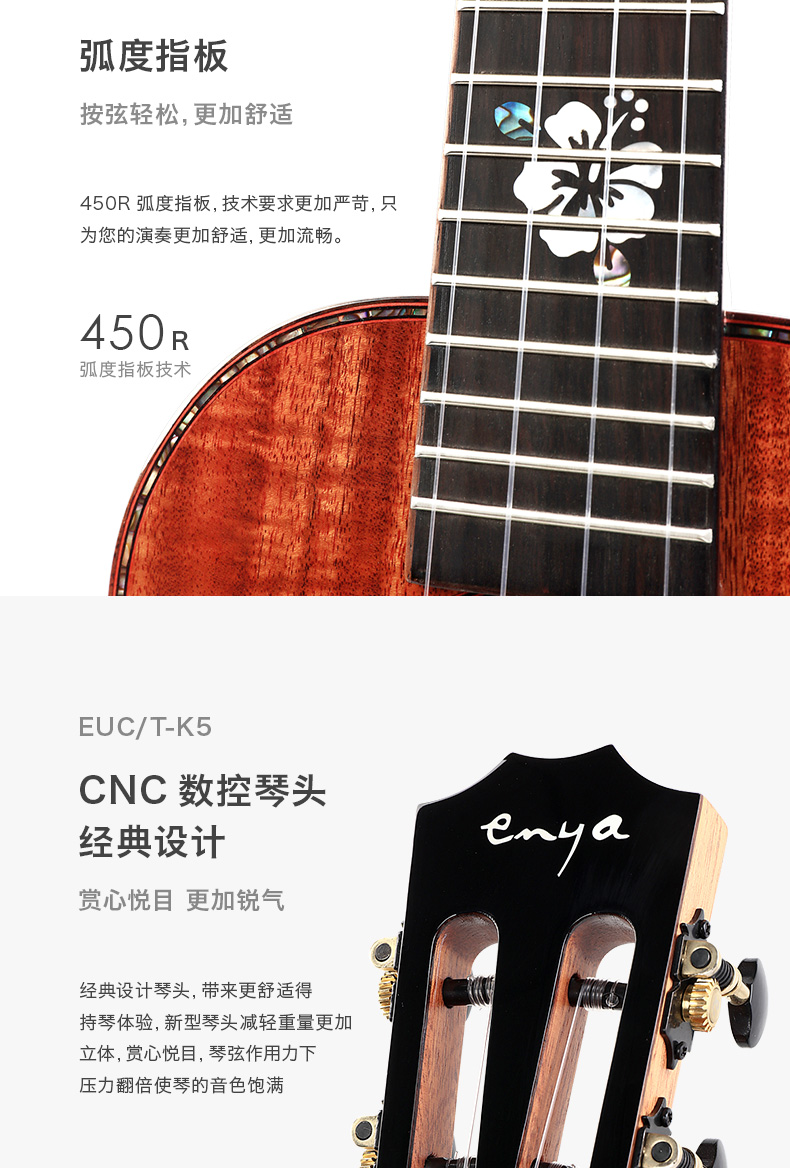 弧度指板
按弦轻松, 更加舒适
450R 弧度指板, 技术要求更加严苛, 只
为您的演奏更加舒适, 更加流畅。
450R
弧度指板技术
EUC/T-K5
CNC 数控琴头
经典设计
enya
赏心悦目 更加锐气
经典设计琴头, 带来更舒适得
持琴体验, 新型琴头减轻重量更加
立体, 赏心悦目, 琴弦作用力下
压力翻倍使琴的音色饱满